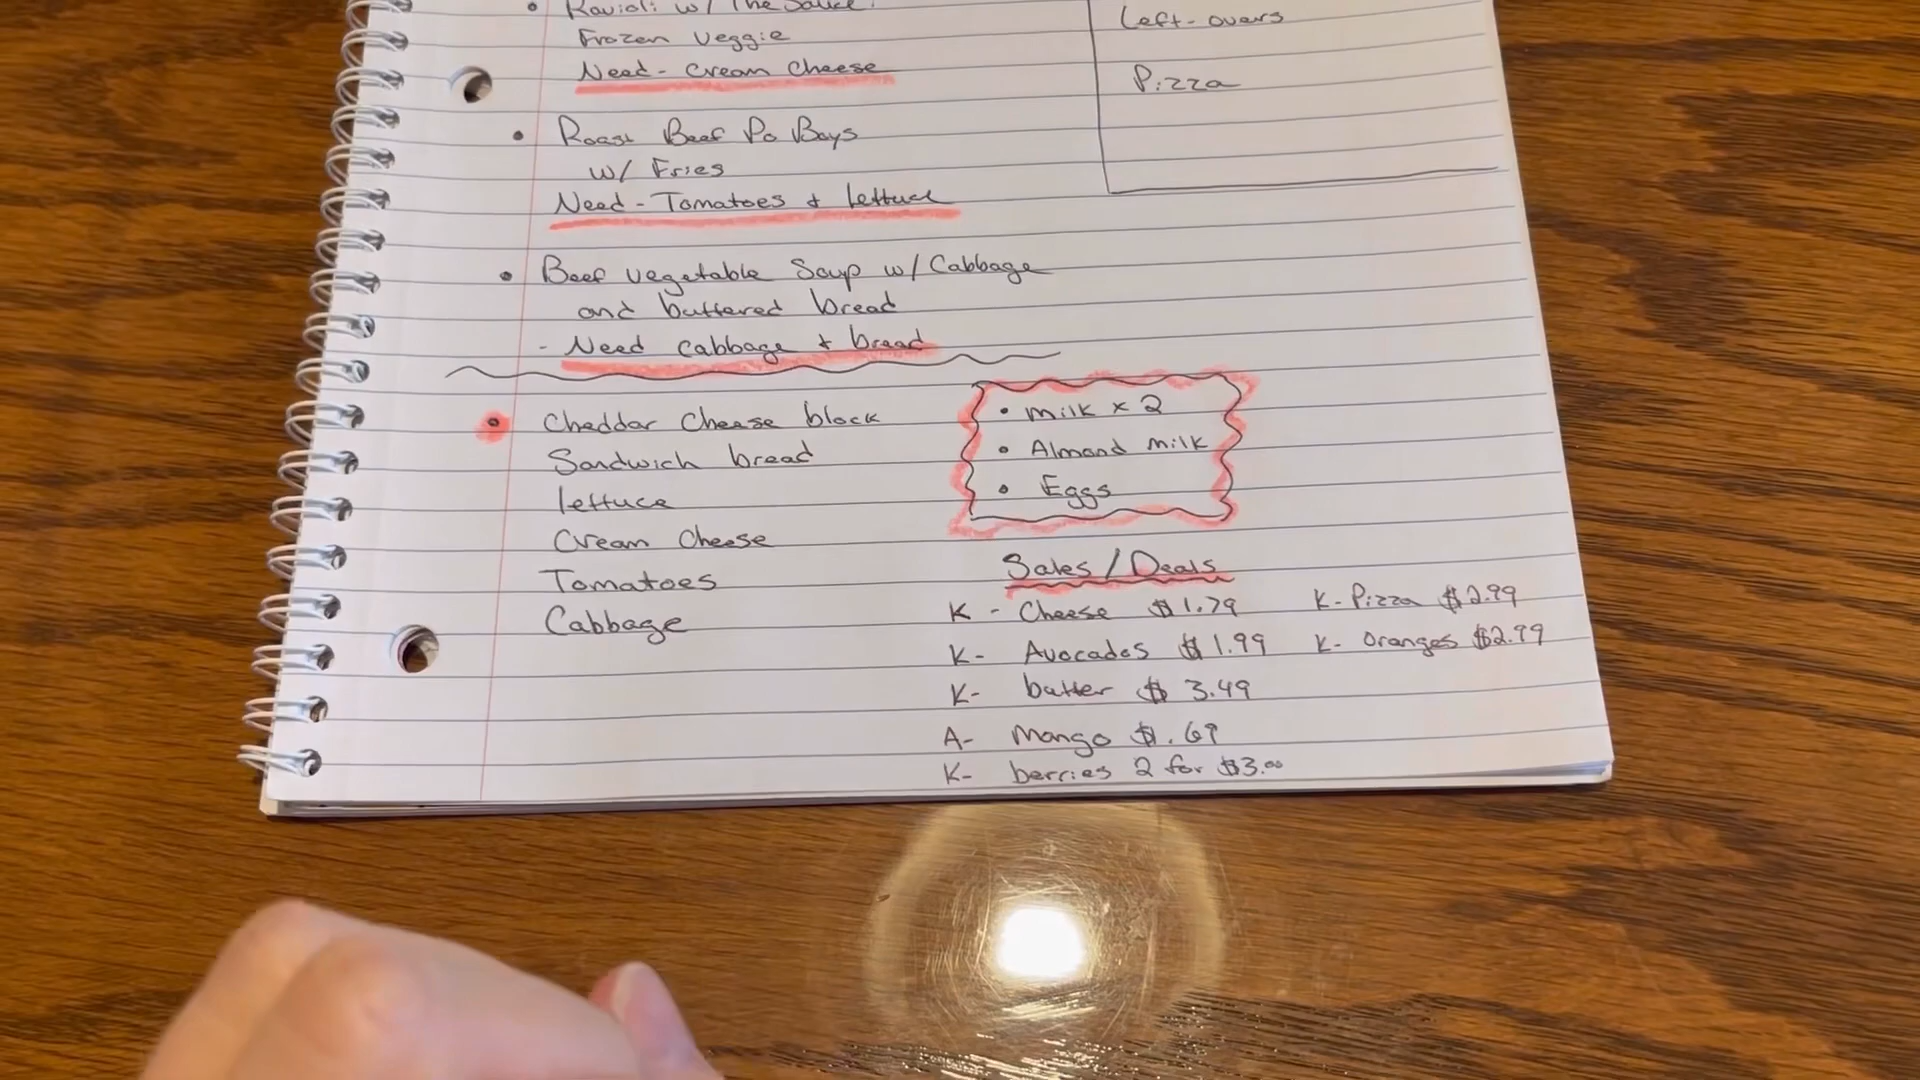 Ravioli w/ The Sauce!
Frozen Veggie
Need - Cream Cheese
Left-overs
Pizza
Roast Beef Po Boys
w/ Fries
Need - Tomatoes & Lettuce
Beef vegetable Soup w/ Cabbage
and buttered bread
- Need Cabbage & bread
Cheddar Cheese block
Sandwich bread
lettuce
Cream Cheese
Tomatoes
Cabbage
milk x 2
Almond milk
Eggs
Sales / Deals
K - Cheese $1.79
K - Avocados $1.99
K - butter $3.49
A - Mango $.69
K - berries 2 for $3.00
K - Pizza $2.99
K - Oranges $2.99